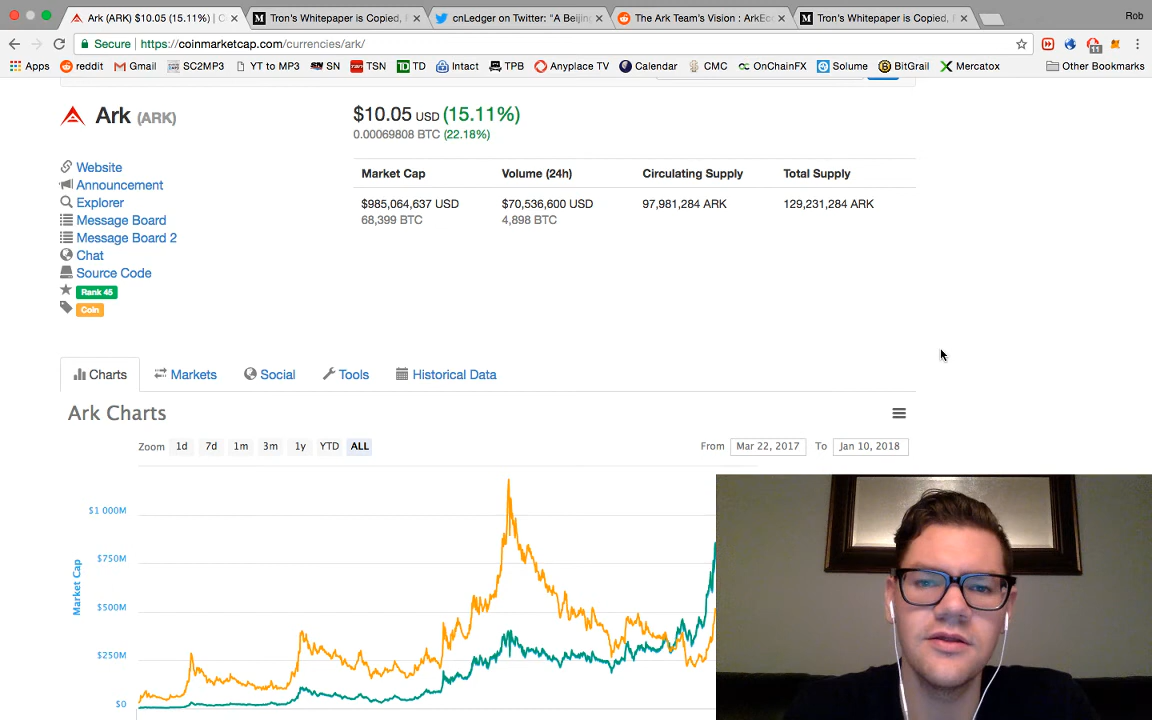 Ark (ARK) $10.05 (15.11%) | C
Tron's Whitepaper is Copied,
cnLedger on Twitter: "A Beijin
The Ark Team's Vision : ArkEc
Tron's Whitepaper is Copied,
Rob
Secure
https://coinmarketcap.com/currencies/ark/
11
Apps
reddit
Gmail
SC2MP3
YT to MP3
SN
TSN
TD
Intact
TPB
Anyplace TV
Calendar
CMC
OnChainFX
Solume
BitGrail
Mercatox
Other Bookmarks
Ark (ARK)
$10.05 USD (15.11%)
0.00069808 BTC (22.18%)
Website
Announcement
Explorer
Message Board
Message Board 2
Chat
Source Code
Rank 45
Coin
Market Cap
Volume (24h)
Circulating Supply
Total Supply
$985,064,637 USD
$70,536,600 USD
97,981,284 ARK
129,231,284 ARK
68,399 BTC
4,898 BTC
Charts
Markets
Social
Tools
Historical Data
Ark Charts
Zoom
1d
7d
1m
3m
1y
YTD
ALL
From
Mar 22, 2017
To
Jan 10, 2018
Market Cap
$1 000M
$750M
$500M
$250M
$0